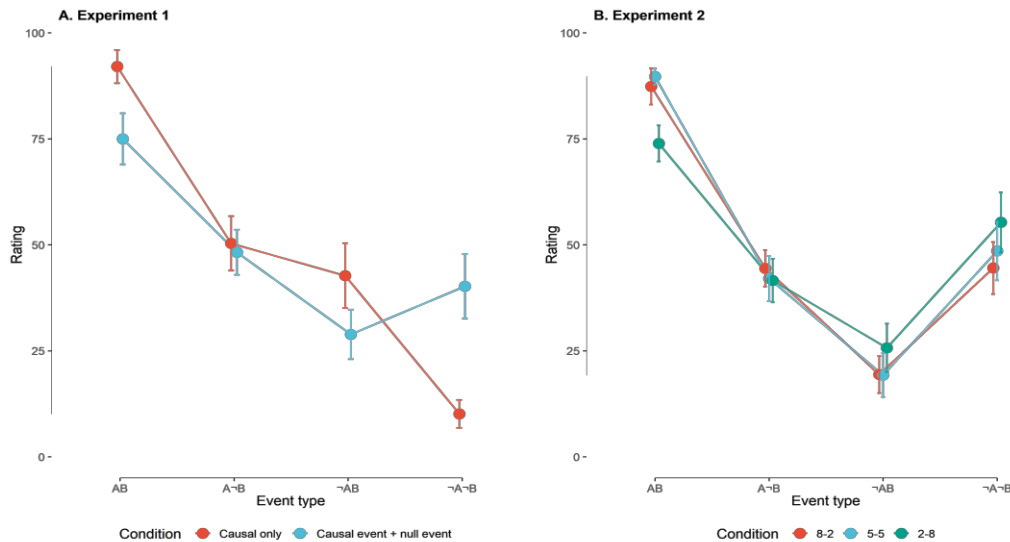 A. Experiment 1
100
75
50
25
0
Rating
AB
A¬B
¬AB
¬A¬B
Event type
Condition
Causal only
Causal event + null event
B. Experiment 2
100
75
50
25
0
Rating
AB
A¬B
¬AB
¬A¬B
Event type
Condition
8-2
5-5
2-8